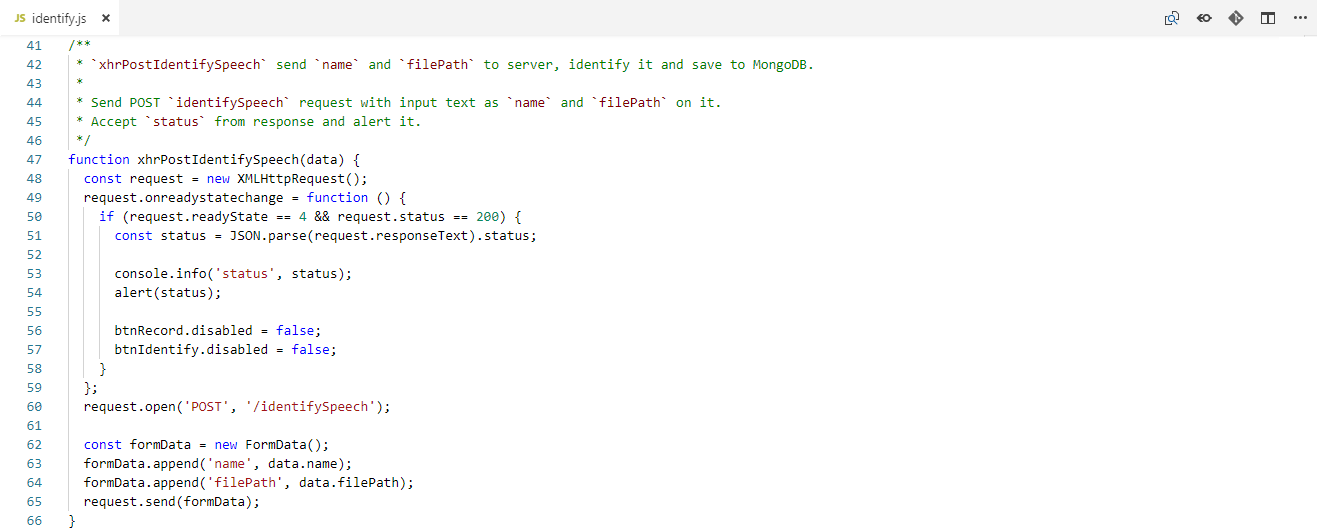 JS identify.js ×
41 /**
42  * `xhrPostIdentifySpeech` send `name` and `filePath` to server, identify it and save to MongoDB.
43  *
44  * Send POST `identifySpeech` request with input text as `name` and `filePath` on it.
45  * Accept `status` from response and alert it.
46  */
47 function xhrPostIdentifySpeech(data) {
48   const request = new XMLHttpRequest();
49   request.onreadystatechange = function () {
50     if (request.readyState == 4 && request.status == 200) {
51       const status = JSON.parse(request.responseText).status;
52
53       console.info('status', status);
54       alert(status);
55
56       btnRecord.disabled = false;
57       btnIdentify.disabled = false;
58     }
59   };
60   request.open('POST', '/identifySpeech');
61
62   const formData = new FormData();
63   formData.append('name', data.name);
64   formData.append('filePath', data.filePath);
65   request.send(formData);
66 }